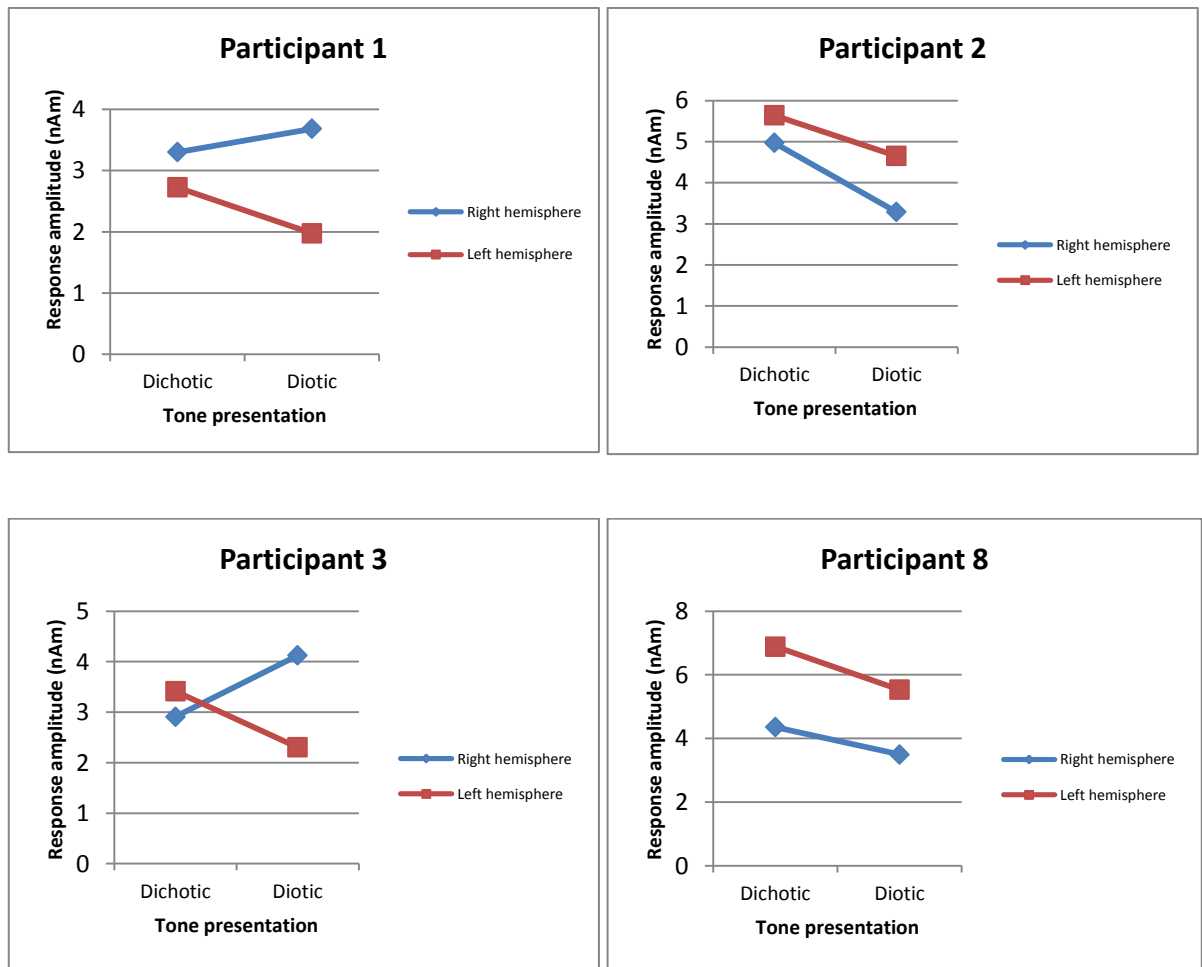 Participant 1
Response amplitude (nAm)
4
3
2
1
0
Dichotic Diotic
Tone presentation
Right hemisphere
Left hemisphere
Participant 2
Response amplitude (nAm)
6
5
4
3
2
1
0
Dichotic Diotic
Tone presentation
Right hemisphere
Left hemisphere
Participant 3
Response amplitude (nAm)
5
4
3
2
1
0
Dichotic Diotic
Tone presentation
Right hemisphere
Left hemisphere
Participant 8
Response amplitude (nAm)
8
6
4
2
0
Dichotic Diotic
Tone presentation
Right hemisphere
Left hemisphere